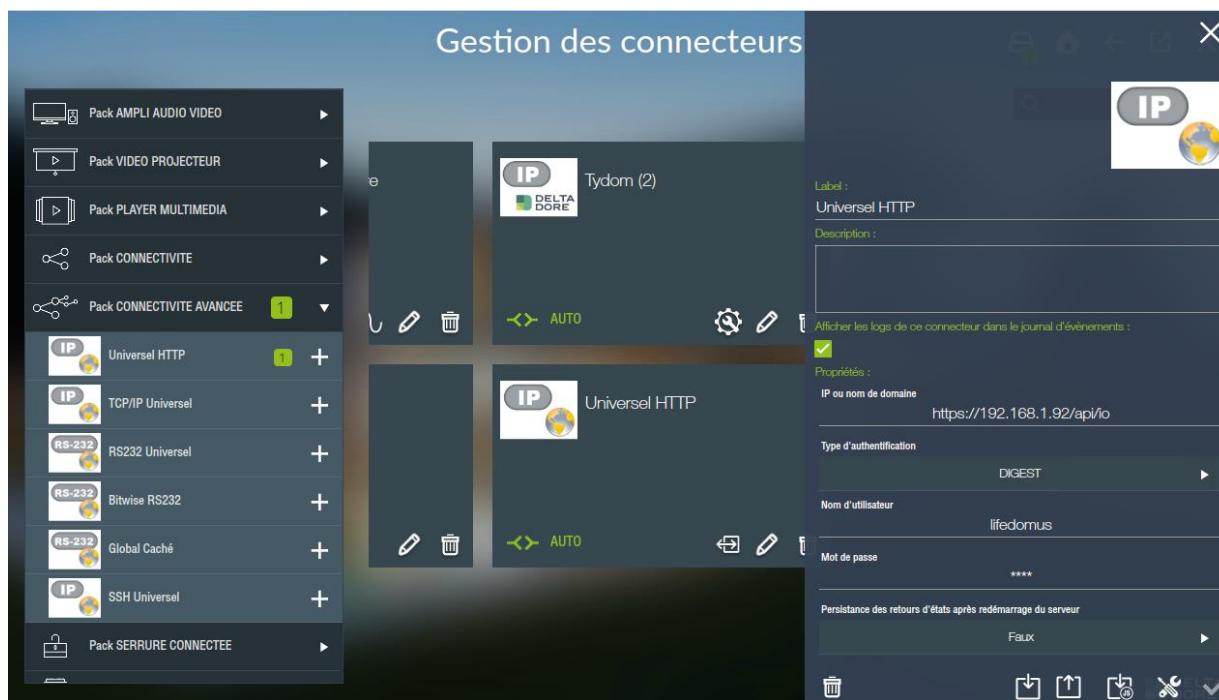 Gestion des connecteurs
Pack AMPLI AUDIO VIDEO
Pack VIDEO PROJECTEUR
Pack PLAYER MULTIMEDIA
Pack CONNECTIVITE
Pack CONNECTIVITE AVANCEE 1
IP Universel HTTP 1
IP TCP/IP Universel
RS-232 RS232 Universel
RS-232 Bitwise RS232
RS-232 Global Caché
IP SSH Universel
Pack SERRURE CONNECTEE
e
IP Tydom (2)
DELTA
DORE
AUTO
IP Universel HTTP
AUTO
IP
Label :
Universel HTTP
Description :
Afficher les logs de ce connecteur dans le journal d'évènements :
Propriétés :
IP ou nom de domaine
https://192.168.1.92/api/io
Type d'authentification
DIGEST
Nom d'utilisateur
lifedomus
Mot de passe
****
Persistance des retours d'états après redémarrage du serveur
Faux
JS